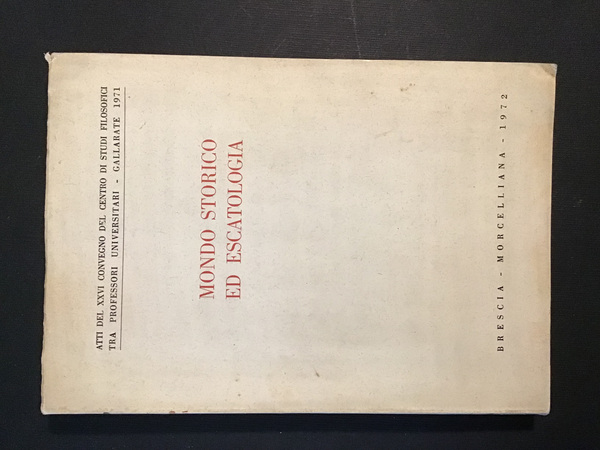 ATTI DEL XXVI CONVEGNO DEL CENTRO DI STUDI FILOSOFICI
TRA PROFESSORI UNIVERSITARI - GALLARATE 1971
MONDO STORICO
ED ESCATOLOGIA
BRESCIA - MORCELLIANA - 1972